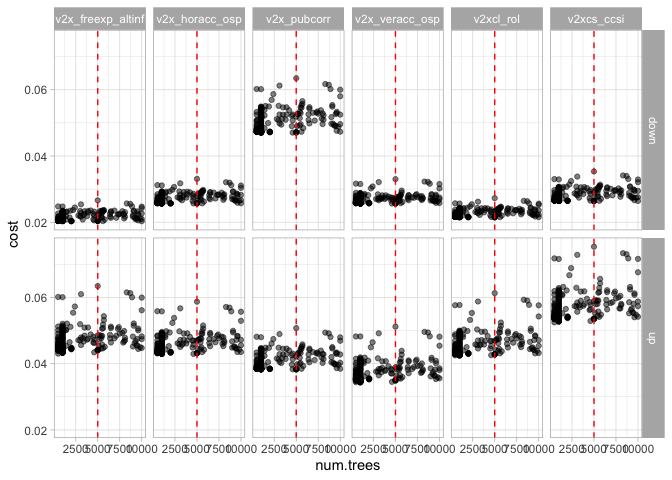 v2x_freexp_altinf v2x_horacc_osp v2x_pubcorr v2x_veracc_osp v2xcl_rol v2xcs_ccsi
0.06
0.04
0.02
down
0.06
0.04
0.02
up
cost
2500 5000 7500 10000 2500 5000 7500 10000 2500 5000 7500 10000 2500 5000 7500 10000 2500 5000 7500 10000 2500 5000 7500 10000
num.trees